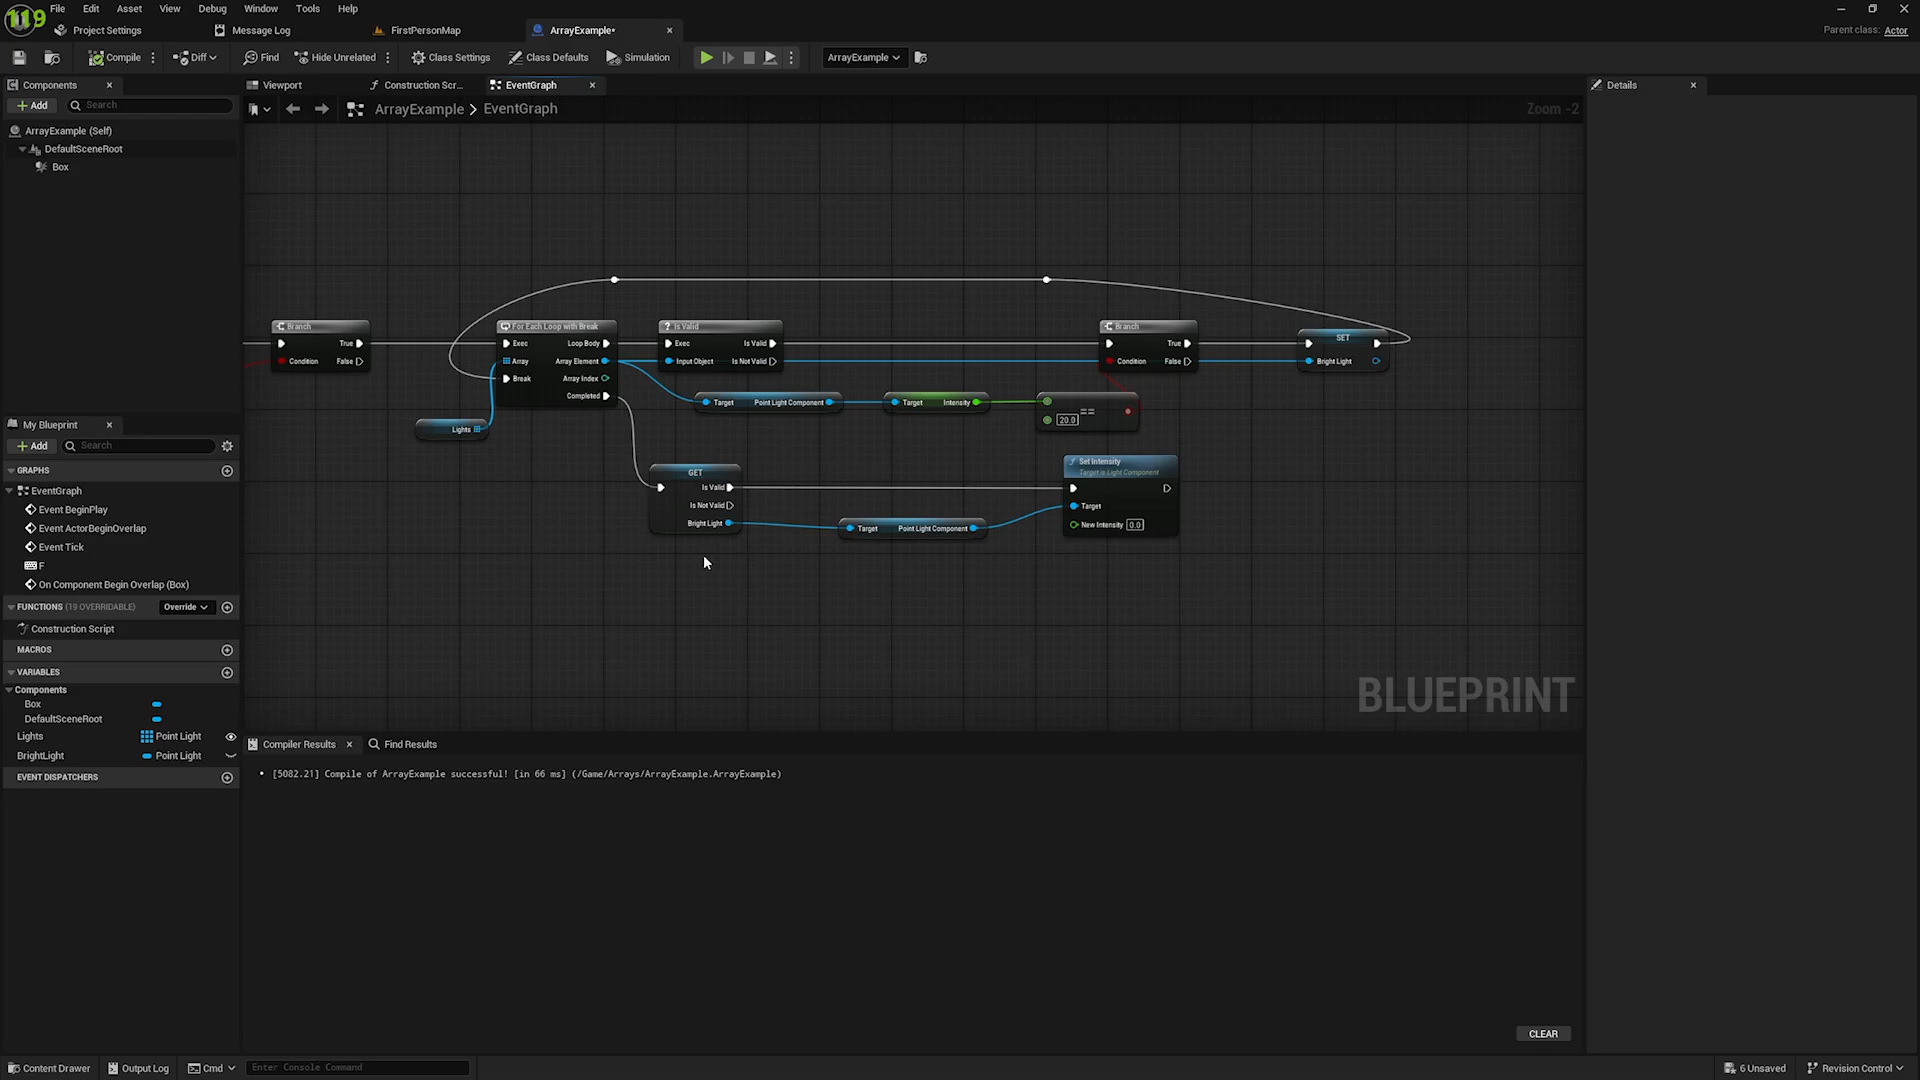 119
File Edit Asset View Debug Window Tools Help
Project Settings Message Log FirstPersonMap ArrayExample•
Parent class: Actor
Compile Diff Find Hide Unrelated Class Settings Class Defaults Simulation ArrayExample
Components Viewport Construction Scr... EventGraph Details
Add Search
ArrayExample > EventGraph Zoom -2
ArrayExample (Self)
DefaultSceneRoot
Box
Branch
True
Condition False
For Each Loop with Break
Exec Loop Body
Array Array Element
Break Array Index
Completed
Is Valid
Exec Is Valid
Input Object Is Not Valid
Branch
True
Condition False
SET
Bright Light
Target Point Light Component
Target Intensity
==
20.0
Lights
GET
Is Valid
Is Not Valid
Bright Light
Target Point Light Component
Set Intensity
Target is Light Component
Target
New Intensity 0.0
BLUEPRINT
My Blueprint
Add Search
GRAPHS
EventGraph
Event BeginPlay
Event ActorBeginOverlap
Event Tick
F
On Component Begin Overlap (Box)
FUNCTIONS (19 OVERRIDABLE) Override
Construction Script
MACROS
VARIABLES
Components
Box
DefaultSceneRoot
Lights Point Light
BrightLight Point Light
EVENT DISPATCHERS
Compiler Results Find Results
• [5082.21] Compile of ArrayExample successful! [in 66 ms] (/Game/Arrays/ArrayExample.ArrayExample)
CLEAR
Content Drawer Output Log Cmd Enter Console Command 6 Unsaved Revision Control